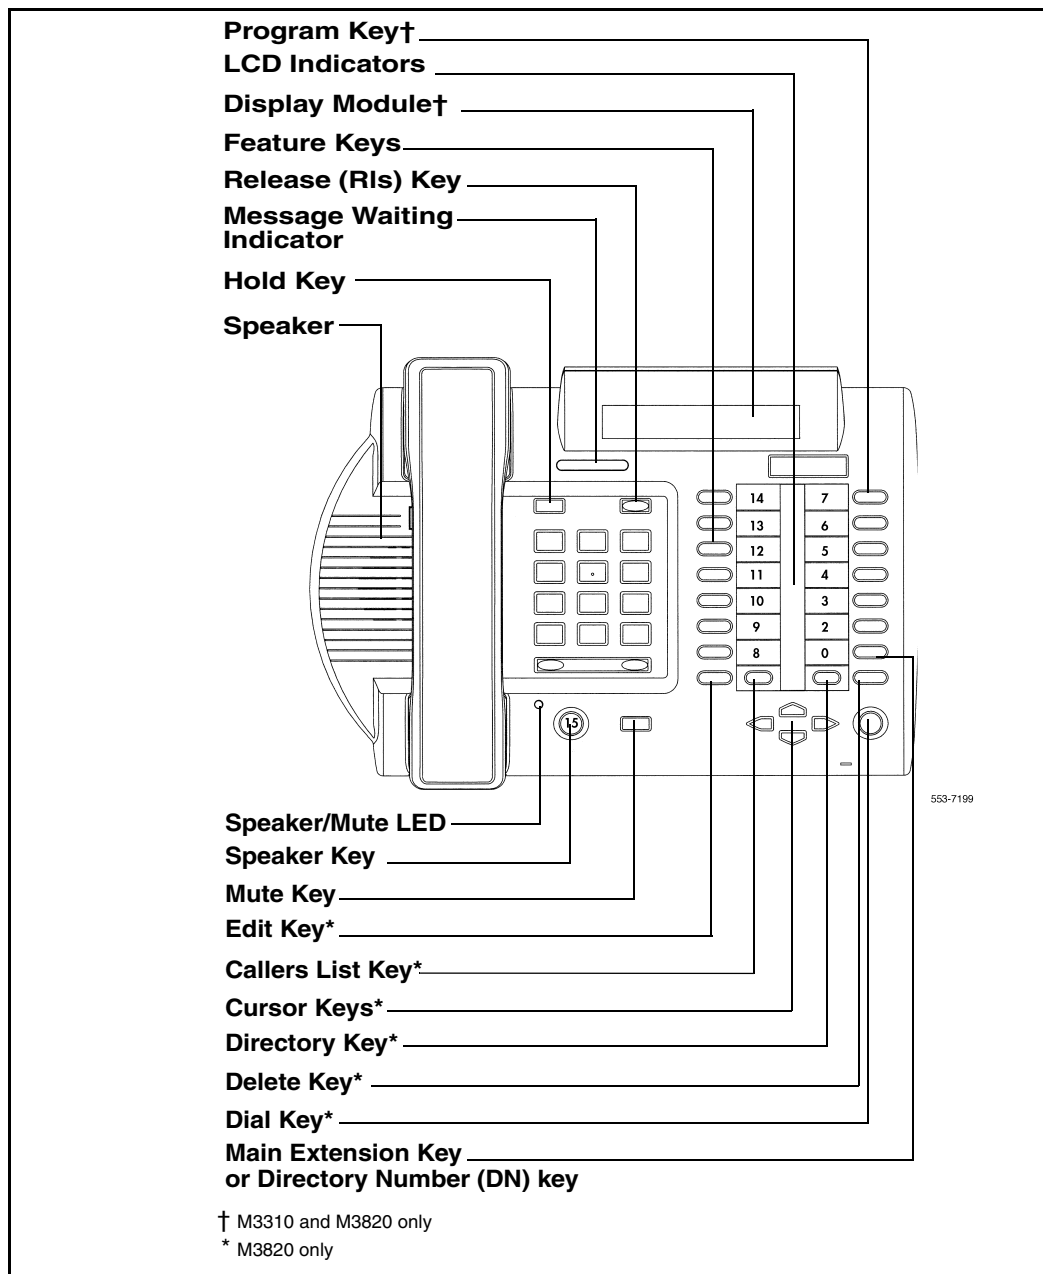 Program Key†
LCD Indicators
Display Module†
Feature Keys
Release (Rls) Key
Message Waiting
Indicator
Hold Key
Speaker
14 7
13 6
12 5
11 4
10 3
9 2
8 0
15
553-7199
Speaker/Mute LED
Speaker Key
Mute Key
Edit Key*
Callers List Key*
Cursor Keys*
Directory Key*
Delete Key*
Dial Key*
Main Extension Key
or Directory Number (DN) key
† M3310 and M3820 only
* M3820 only